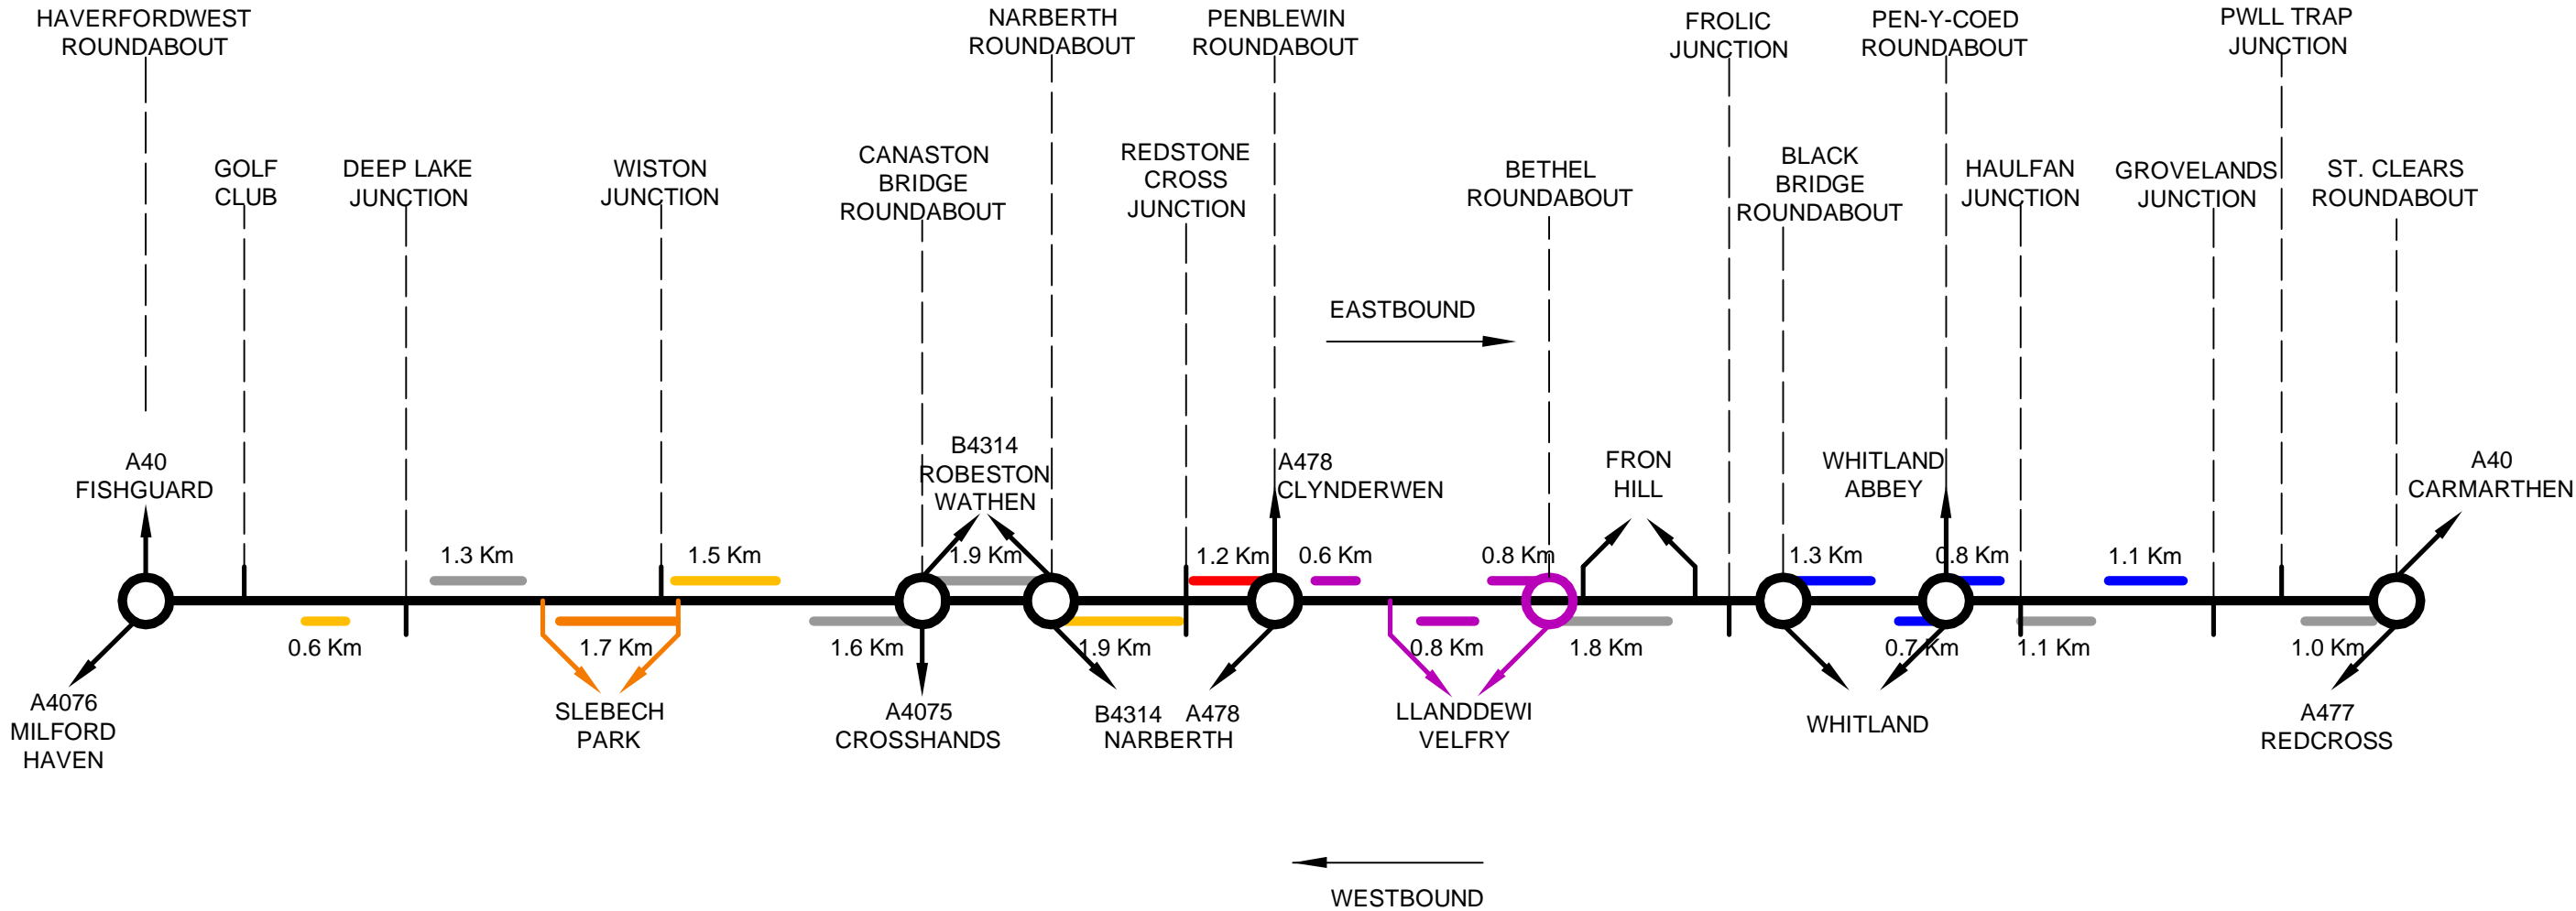 HAVERFORDWEST
ROUNDABOUT
NARBERTH
ROUNDABOUT
PENBLEWIN
ROUNDABOUT
FROLIC
JUNCTION
PEN-Y-COED
ROUNDABOUT
PWLL TRAP
JUNCTION
GOLF
CLUB
DEEP LAKE
JUNCTION
WISTON
JUNCTION
CANASTON
BRIDGE
ROUNDABOUT
REDSTONE
CROSS
JUNCTION
BETHEL
ROUNDABOUT
BLACK
BRIDGE
ROUNDABOUT
HAULFAN
JUNCTION
GROVELANDS
JUNCTION
ST. CLEARS
ROUNDABOUT
EASTBOUND
A40
FISHGUARD
B4314
ROBESTON
WATHEN
A478
CLYNDERWEN
FRON
HILL
WHITLAND
ABBEY
A40
CARMARTHEN
1.3 Km
1.5 Km
1.9 Km
1.2 Km
0.6 Km
0.8 Km
1.3 Km
0.8 Km
1.1 Km
0.6 Km
1.7 Km
1.6 Km
1.9 Km
0.8 Km
1.8 Km
0.7 Km
1.1 Km
1.0 Km
A4076
MILFORD
HAVEN
SLEBECH
PARK
A4075
CROSSHANDS
B4314 A478
NARBERTH
LLANDDEWI
VELFRY
WHITLAND
A477
REDCROSS
WESTBOUND